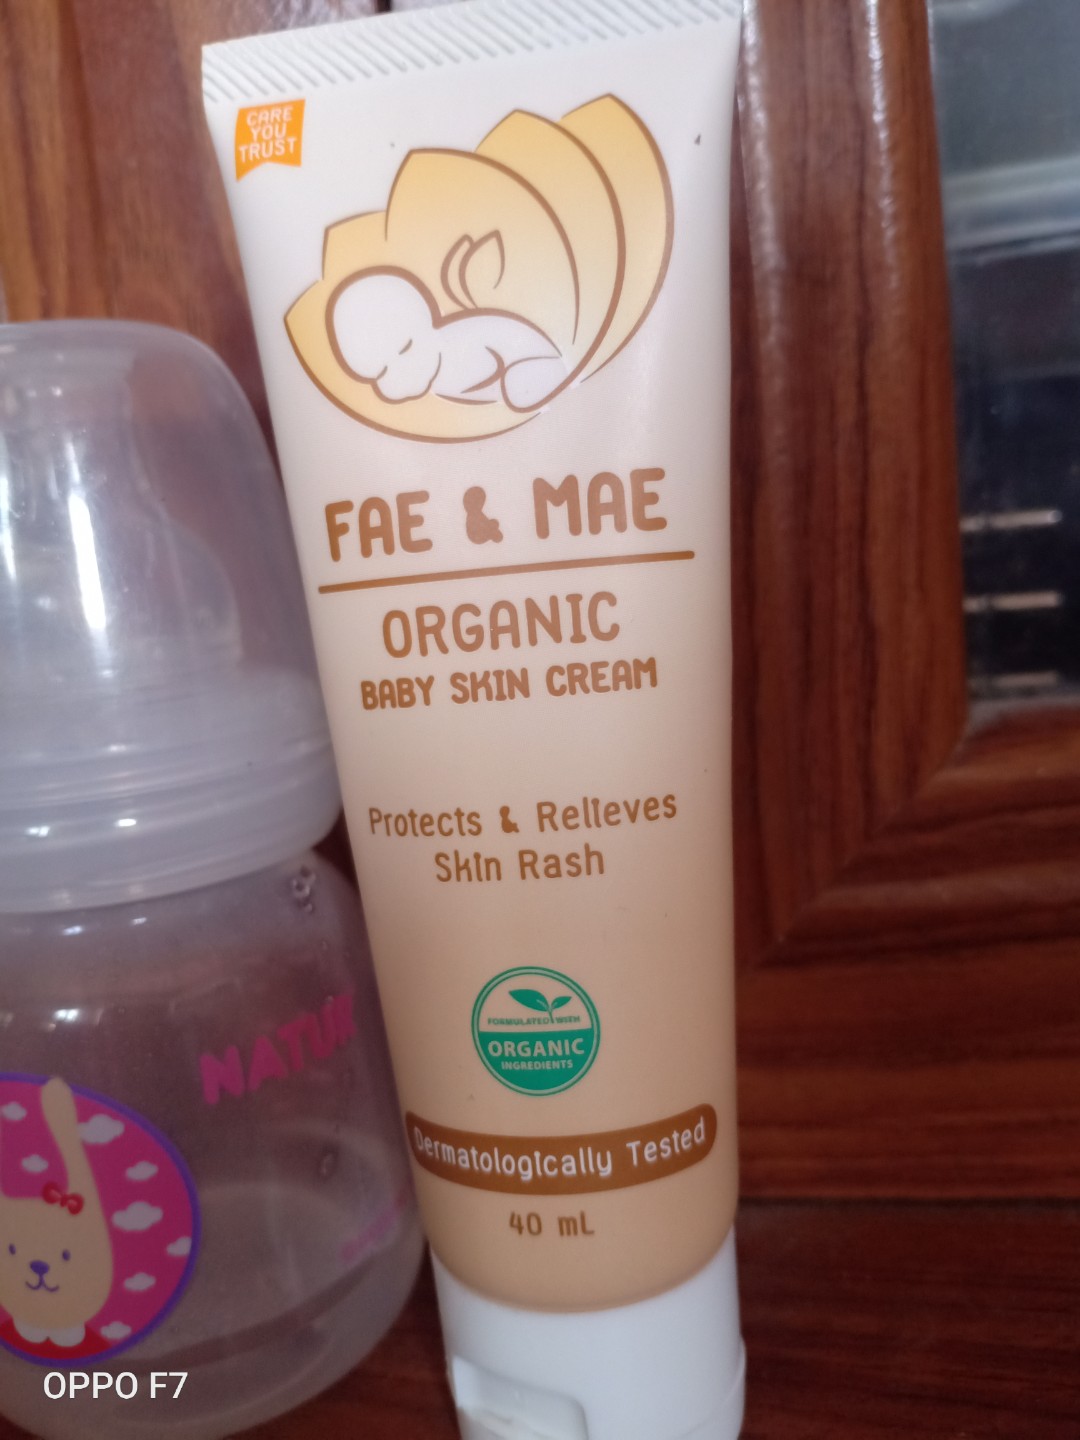 CARE
YOU
TRUST
FAE & MAE
ORGANIC
BABY SKIN CREAM
Protects & Relieves
Skin Rash
FORMULATED WITH
ORGANIC
INGREDIENTS
Dermatologically Tested
40 mL
NATUR
OPPO F7